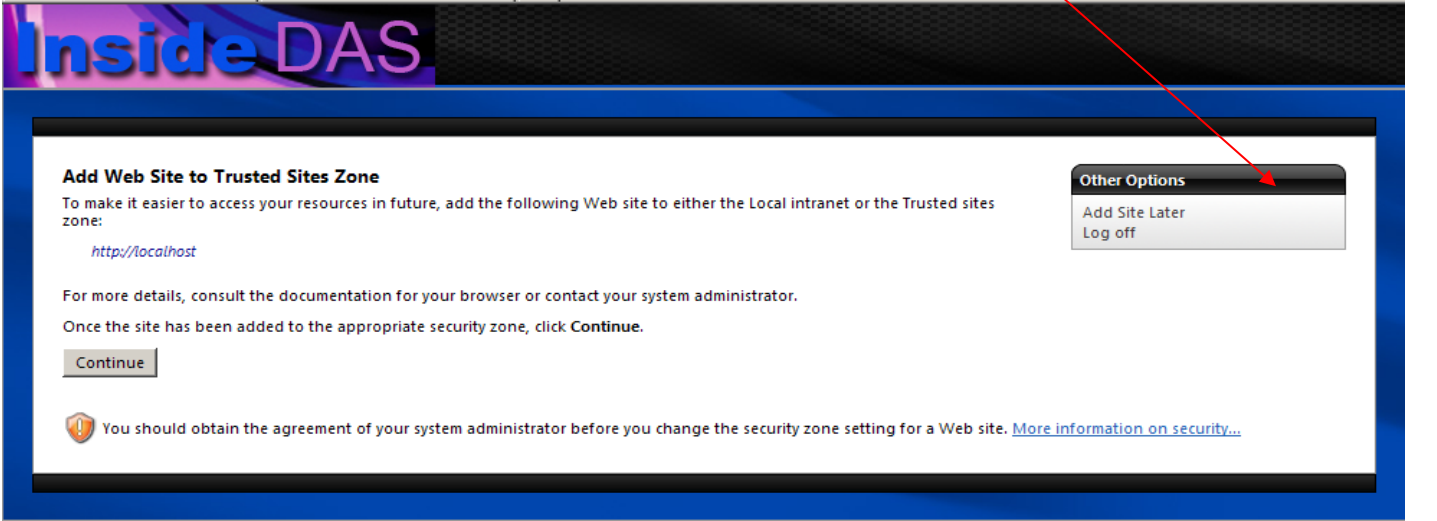 Inside DAS
Add Web Site to Trusted Sites Zone
To make it easier to access your resources in future, add the following Web site to either the Local intranet or the Trusted sites
zone:
http://localhost
For more details, consult the documentation for your browser or contact your system administrator.
Once the site has been added to the appropriate security zone, click Continue.
Continue
You should obtain the agreement of your system administrator before you change the security zone setting for a Web site. More information on security...
Other Options
Add Site Later
Log off